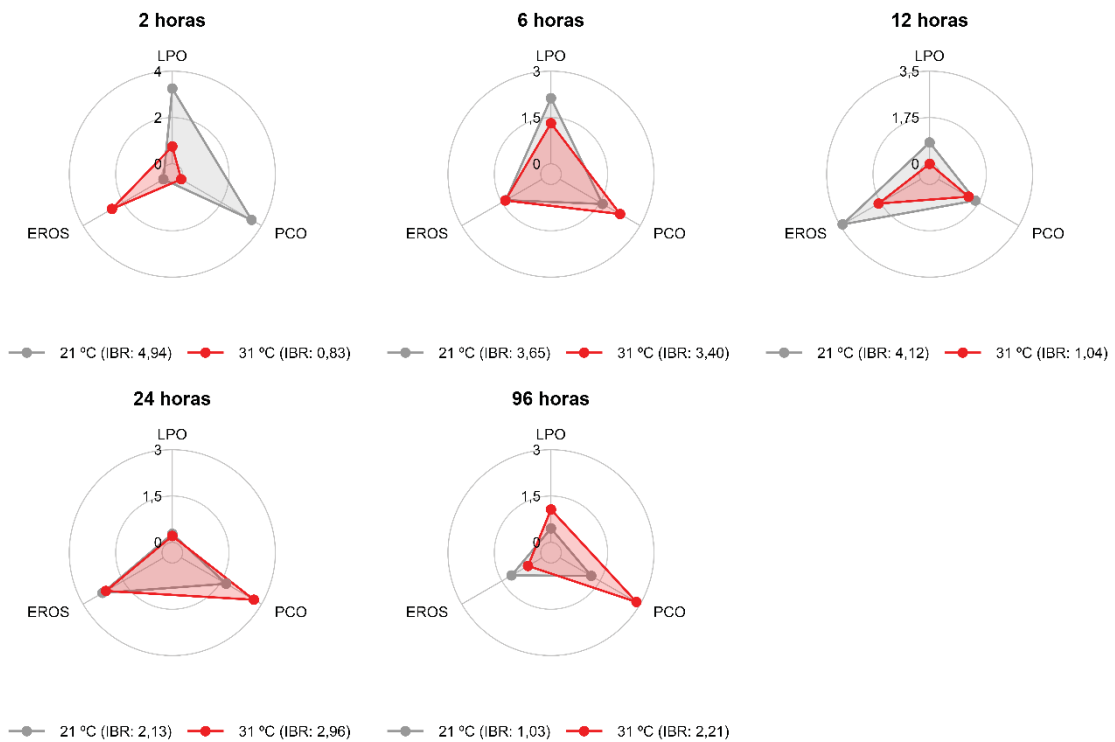 2 horas
LPO
4
2
0
EROS
PCO
21 ºC (IBR: 4,94) 31 ºC (IBR: 0,83)
6 horas
LPO
3
1,5
0
EROS
PCO
21 ºC (IBR: 3,65) 31 ºC (IBR: 3,40)
12 horas
LPO
3,5
1,75
0
EROS
PCO
21 ºC (IBR: 4,12) 31 ºC (IBR: 1,04)
24 horas
LPO
3
1,5
0
EROS
PCO
21 ºC (IBR: 2,13) 31 ºC (IBR: 2,96)
96 horas
LPO
3
1,5
0
EROS
PCO
21 ºC (IBR: 1,03) 31 ºC (IBR: 2,21)